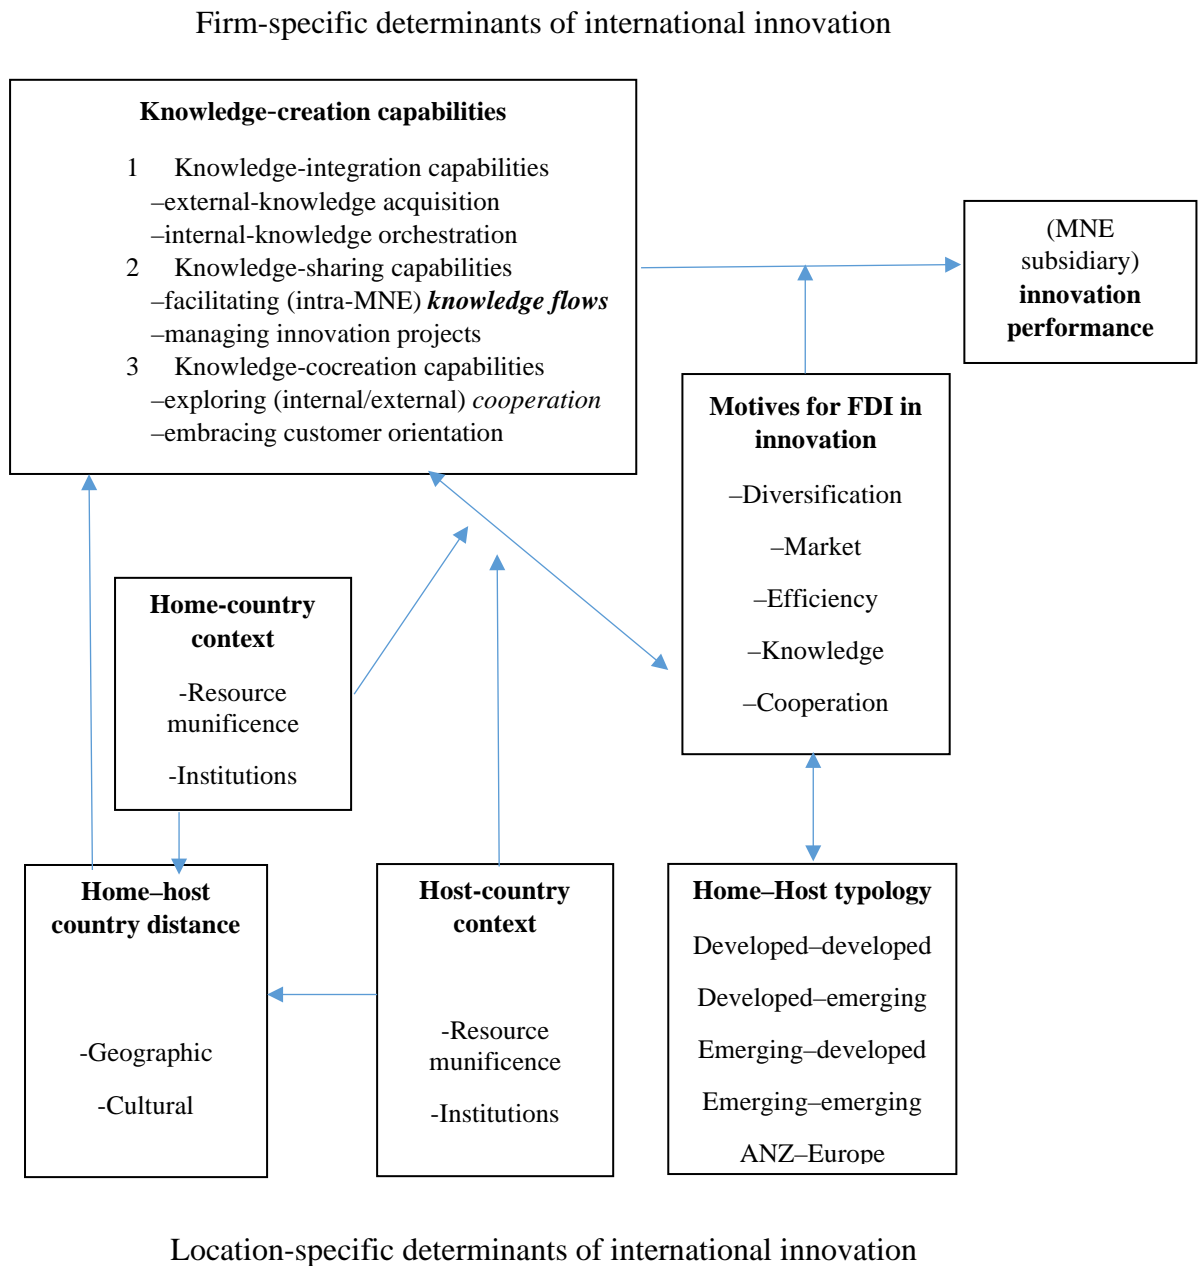 Firm-specific determinants of international innovation
Knowledge-creation capabilities
1 Knowledge-integration capabilities
–external-knowledge acquisition
–internal-knowledge orchestration
2 Knowledge-sharing capabilities
–facilitating (intra-MNE) knowledge flows
–managing innovation projects
3 Knowledge-cocreation capabilities
–exploring (internal/external) cooperation
–embracing customer orientation
(MNE
subsidiary)
innovation
performance
Motives for FDI in
innovation
–Diversification
–Market
–Efficiency
–Knowledge
–Cooperation
Home-country
context
-Resource
munificence
-Institutions
Home–host
country distance
-Geographic
-Cultural
Host-country
context
-Resource
munificence
-Institutions
Home–Host typology
Developed–developed
Developed–emerging
Emerging–developed
Emerging–emerging
ANZ–Europe
Location-specific determinants of international innovation